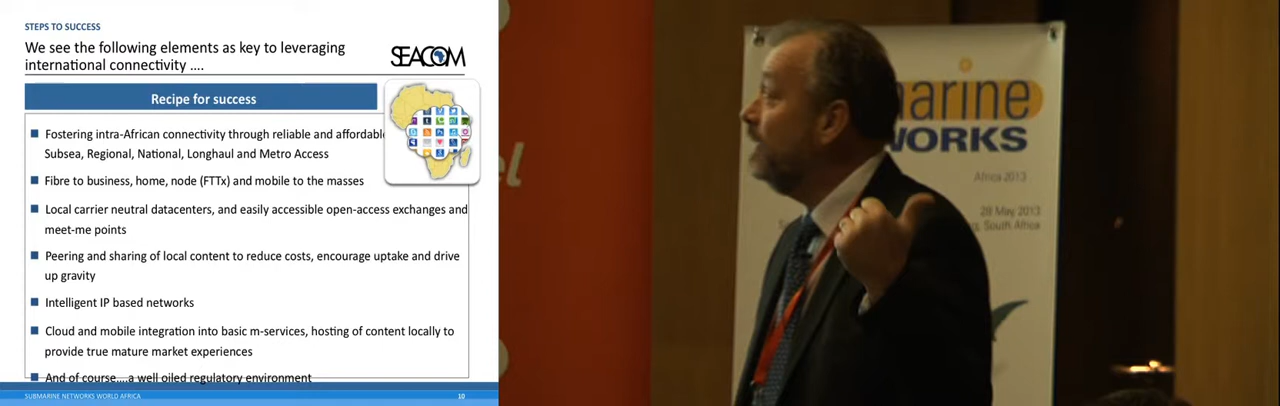 STEPS TO SUCCESS
We see the following elements as key to leveraging
international connectivity ....
SEACOM
Recipe for success
Fostering intra-African connectivity through reliable and affordable
Subsea, Regional, National, Longhaul and Metro Access
Fibre to business, home, node (FTTx) and mobile to the masses
Local carrier neutral datacenters, and easily accessible open-access exchanges and
meet-me points
Peering and sharing of local content to reduce costs, encourage uptake and drive
up gravity
Intelligent IP based networks
Cloud and mobile integration into basic m-services, hosting of content locally to
provide true mature market experiences
And of course....a well oiled regulatory environment
SUBMARINE NETWORKS WORLD AFRICA
10
arine
WORKS
Africa 2013
28 May 2013
South Africa